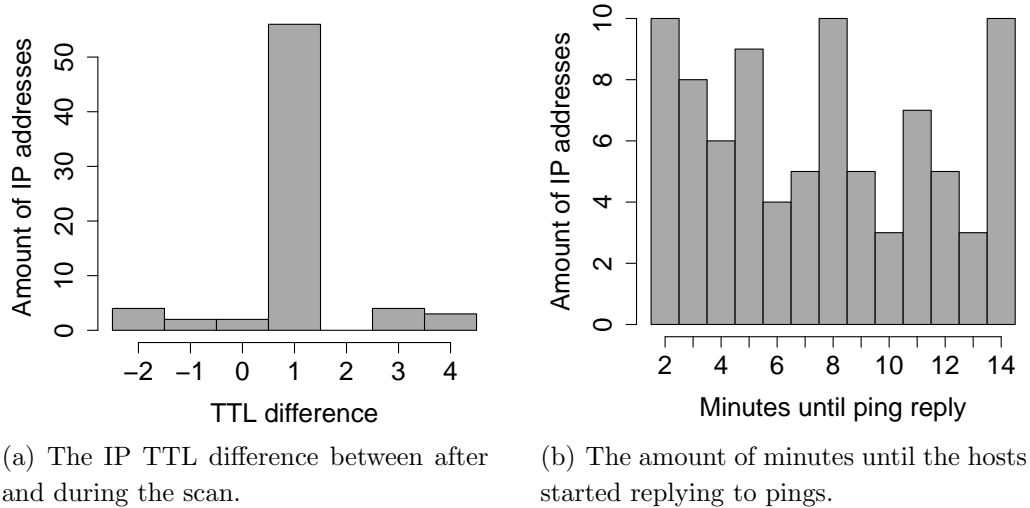 Amount of IP addresses
0 10 20 30 40 50
−2 −1 0 1 2 3 4
TTL difference
(a) The IP TTL difference between after
and during the scan.
Amount of IP addresses
0 2 4 6 8 10
2 4 6 8 10 12 14
Minutes until ping reply
(b) The amount of minutes until the hosts
started replying to pings.